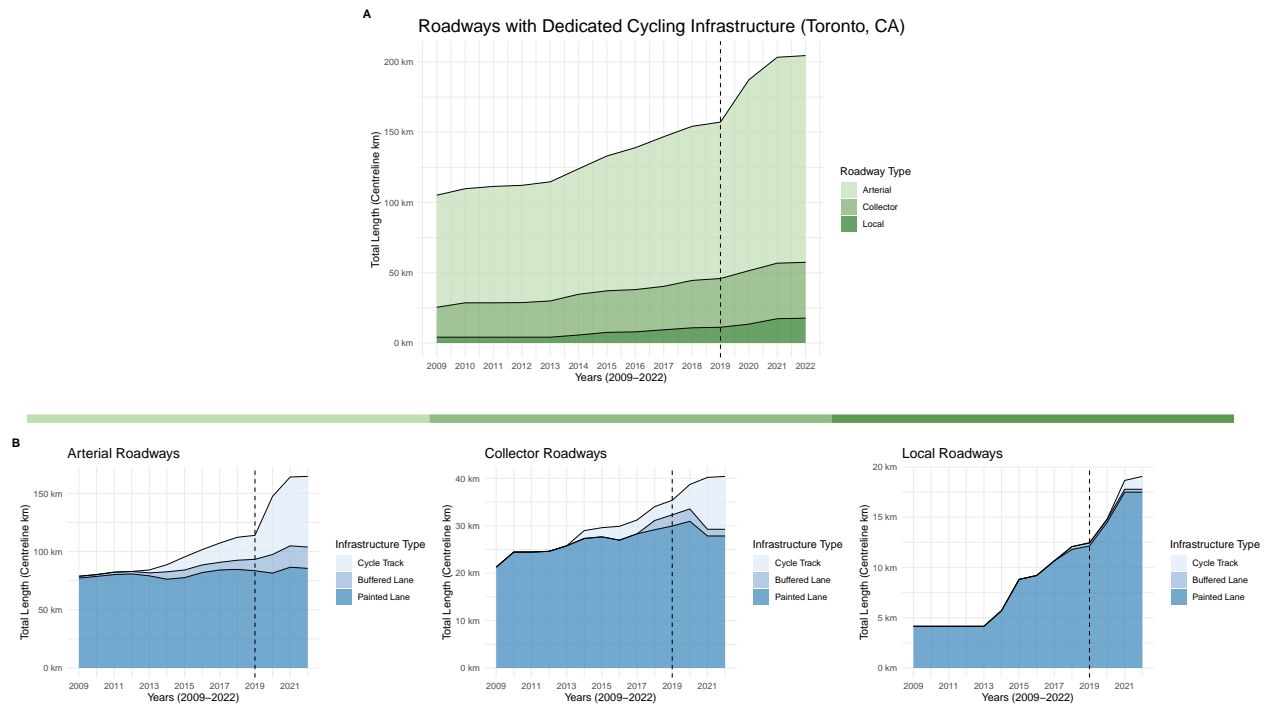 A
Roadways with Dedicated Cycling Infrastructure (Toronto, CA)
Total Length (Centreline km)
200 km
150 km
100 km
50 km
0 km
2009 2010 2011 2012 2013 2014 2015 2016 2017 2018 2019 2020 2021 2022
Years (2009–2022)
Roadway Type
Arterial
Collector
Local
B
Arterial Roadways
Total Length (Centreline km)
150 km
100 km
50 km
0 km
2009 2011 2013 2015 2017 2019 2021
Years (2009–2022)
Infrastructure Type
Cycle Track
Buffered Lane
Painted Lane
Collector Roadways
Total Length (Centreline km)
40 km
30 km
20 km
10 km
0 km
2009 2011 2013 2015 2017 2019 2021
Years (2009–2022)
Infrastructure Type
Cycle Track
Buffered Lane
Painted Lane
Local Roadways
Total Length (Centreline km)
20 km
15 km
10 km
5 km
0 km
2009 2011 2013 2015 2017 2019 2021
Years (2009–2022)
Infrastructure Type
Cycle Track
Buffered Lane
Painted Lane